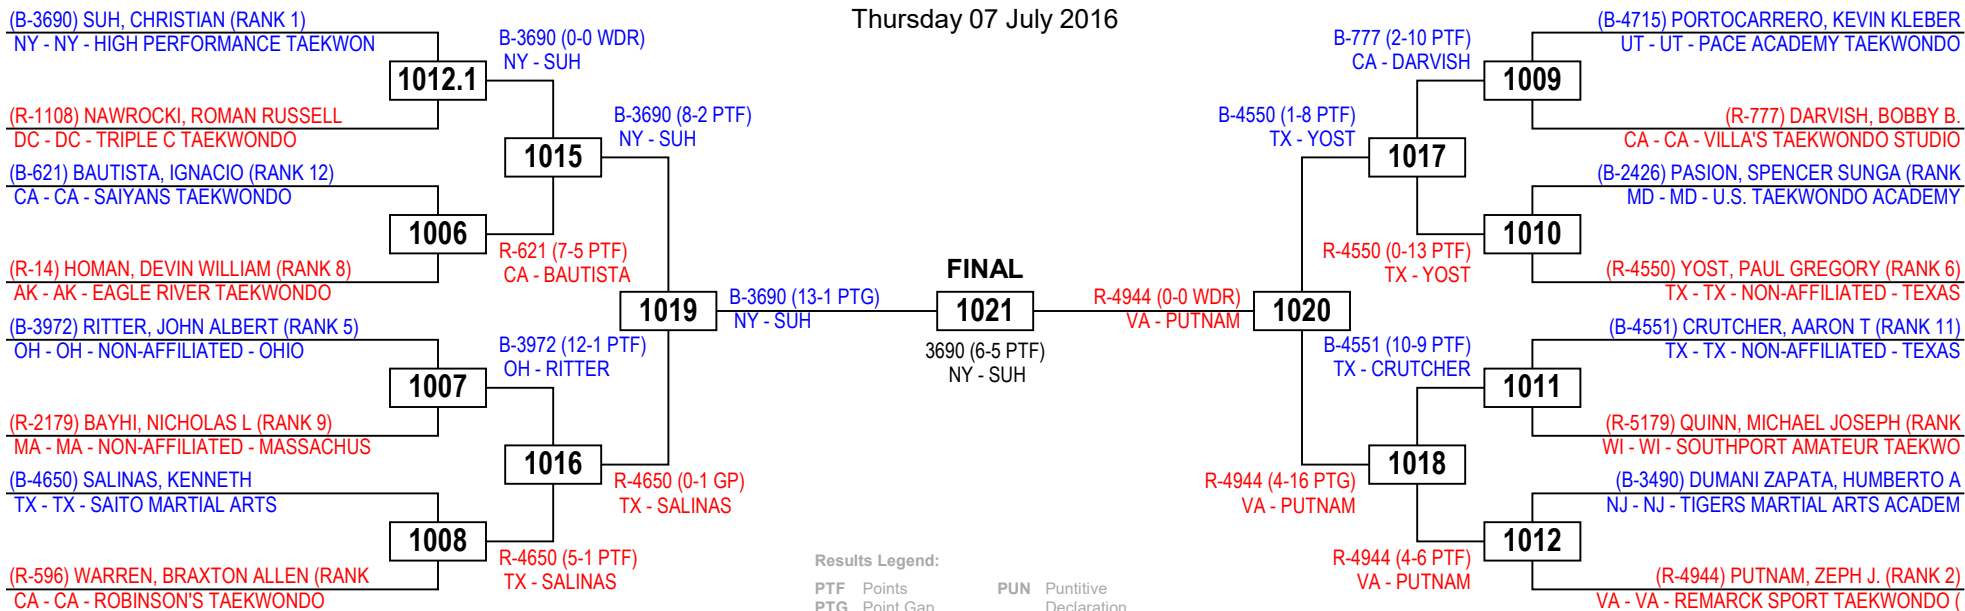 Thursday 07 July 2016
(B-3690) SUH, CHRISTIAN (RANK 1)
NY - NY - HIGH PERFORMANCE TAEKWON
1012.1
(R-1108) NAWROCKI, ROMAN RUSSELL
DC - DC - TRIPLE C TAEKWONDO
(B-621) BAUTISTA, IGNACIO (RANK 12)
CA - CA - SAIYANS TAEKWONDO
1006
(R-14) HOMAN, DEVIN WILLIAM (RANK 8)
AK - AK - EAGLE RIVER TAEKWONDO
(B-3972) RITTER, JOHN ALBERT (RANK 5)
OH - OH - NON-AFFILIATED - OHIO
1007
(R-2179) BAYHI, NICHOLAS L (RANK 9)
MA - MA - NON-AFFILIATED - MASSACHUS
(B-4650) SALINAS, KENNETH
TX - TX - SAITO MARTIAL ARTS
1008
(R-596) WARREN, BRAXTON ALLEN (RANK
CA - CA - ROBINSON'S TAEKWONDO
B-3690 (0-0 WDR)
NY - SUH
1015
R-621 (7-5 PTF)
CA - BAUTISTA
B-3972 (12-1 PTF)
OH - RITTER
1016
R-4650 (5-1 PTF)
TX - SALINAS
B-3690 (8-2 PTF)
NY - SUH
1019
R-4650 (0-1 GP)
TX - SALINAS
B-3690 (13-1 PTG)
NY - SUH
FINAL
1021
3690 (6-5 PTF)
NY - SUH
R-4944 (0-0 WDR)
VA - PUTNAM
B-4550 (1-8 PTF)
TX - YOST
1020
R-4944 (4-16 PTG)
VA - PUTNAM
B-777 (2-10 PTF)
CA - DARVISH
1017
R-4550 (0-13 PTF)
TX - YOST
B-4551 (10-9 PTF)
TX - CRUTCHER
1018
R-4944 (4-6 PTF)
VA - PUTNAM
(B-4715) PORTOCARRERO, KEVIN KLEBER
UT - UT - PACE ACADEMY TAEKWONDO
1009
(R-777) DARVISH, BOBBY B.
CA - CA - VILLA'S TAEKWONDO STUDIO
(B-2426) PASION, SPENCER SUNGA (RANK
MD - MD - U.S. TAEKWONDO ACADEMY
1010
(R-4550) YOST, PAUL GREGORY (RANK 6)
TX - TX - NON-AFFILIATED - TEXAS
(B-4551) CRUTCHER, AARON T (RANK 11)
TX - TX - NON-AFFILIATED - TEXAS
1011
(R-5179) QUINN, MICHAEL JOSEPH (RANK
WI - WI - SOUTHPORT AMATEUR TAEKWO
(B-3490) DUMANI ZAPATA, HUMBERTO A
NJ - NJ - TIGERS MARTIAL ARTS ACADEM
1012
(R-4944) PUTNAM, ZEPH J. (RANK 2)
VA - VA - REMARCK SPORT TAEKWONDO (
Results Legend:
PTF Points PUN Puntitive
PTG Point Gap Declaration